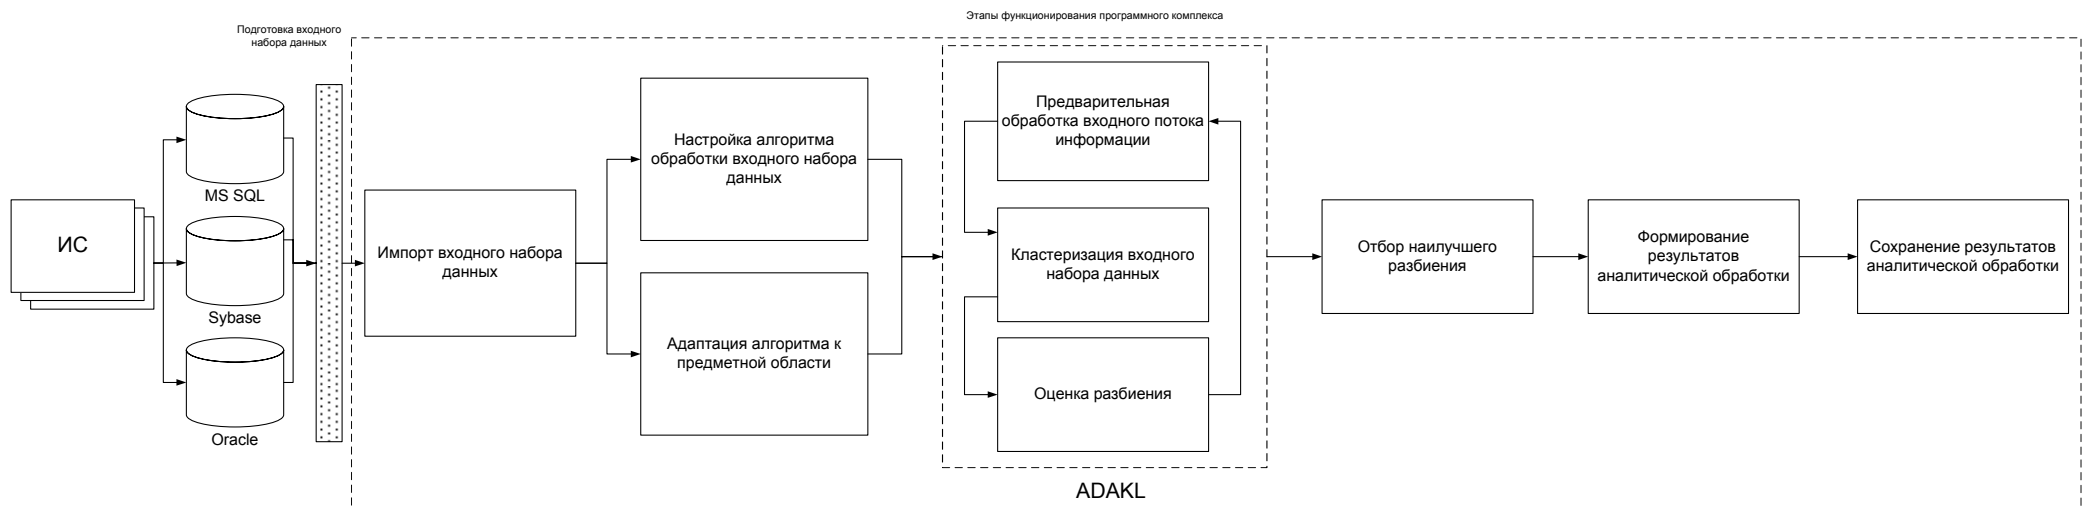 Этапы функционирования программного комплекса
Подготовка входного
набора данных
ИС
MS SQL
Sybase
Oracle
Импорт входного набора
данных
Настройка алгоритма
обработки входного набора
данных
Адаптация алгоритма к
предметной области
Предварительная
обработка входного потока
информации
Кластеризация входного
набора данных
Оценка разбиения
ADAKL
Отбор наилучшего
разбиения
Формирование
результатов
аналитической обработки
Сохранение результатов
аналитической обработки